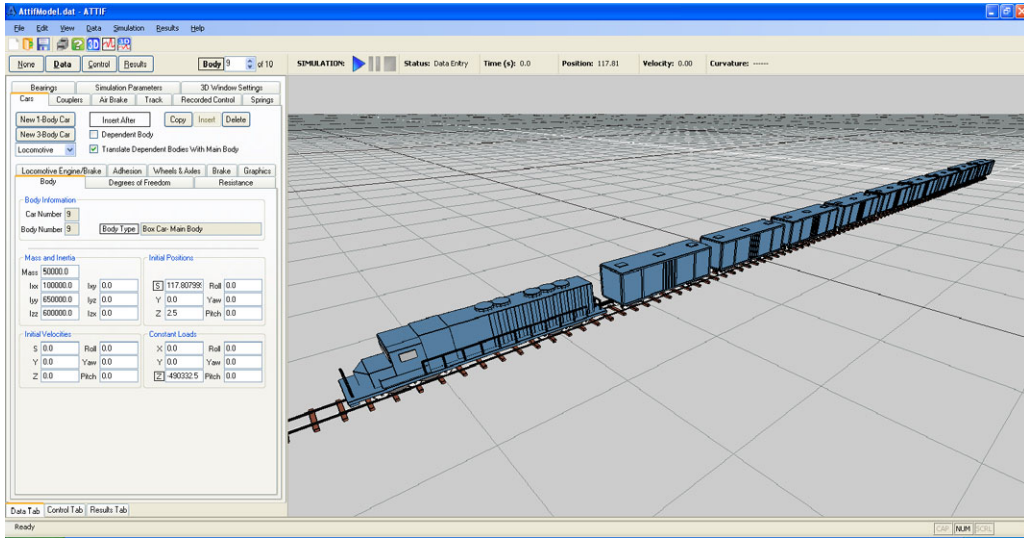 AttifModel.dat - ATTIF
File Edit View Data Simulation Results Help
None Data Control Results Body 9 of 10 SIMULATION: Status: Data Entry Time (s): 0.0 Position: 117.81 Velocity: 0.00 Curvature: ------
Bearings Simulation Parameters 3D Window Settings
Cars Couplers Air Brake Track Recorded Control Springs
New 1-Body Car Insert After Copy Insert Delete
New 3-Body Car Dependent Body
Locomotive Translate Dependent Bodies With Main Body
Locomotive Engine/Brake Adhesion Wheels & Axles Brake Graphics
Body Degrees of Freedom Resistance
Body Information
Car Number 9
Body Number 9 Body Type Box Car- Main Body
Mass and Inertia Initial Positions
Mass 50000.0
Ixx 100000.0 Ixy 0.0 S 117.807999 Roll 0.0
Iyy 650000.0 Iyz 0.0 Y 0.0 Yaw 0.0
Izz 600000.0 Izx 0.0 Z 2.5 Pitch 0.0
Initial Velocities Constant Loads
S 0.0 Roll 0.0 X 0.0 Roll 0.0
Y 0.0 Yaw 0.0 Y 0.0 Yaw 0.0
Z 0.0 Pitch 0.0 Z -490332.5 Pitch 0.0
Data Tab Control Tab Results Tab
Ready CAP NUM SCRL